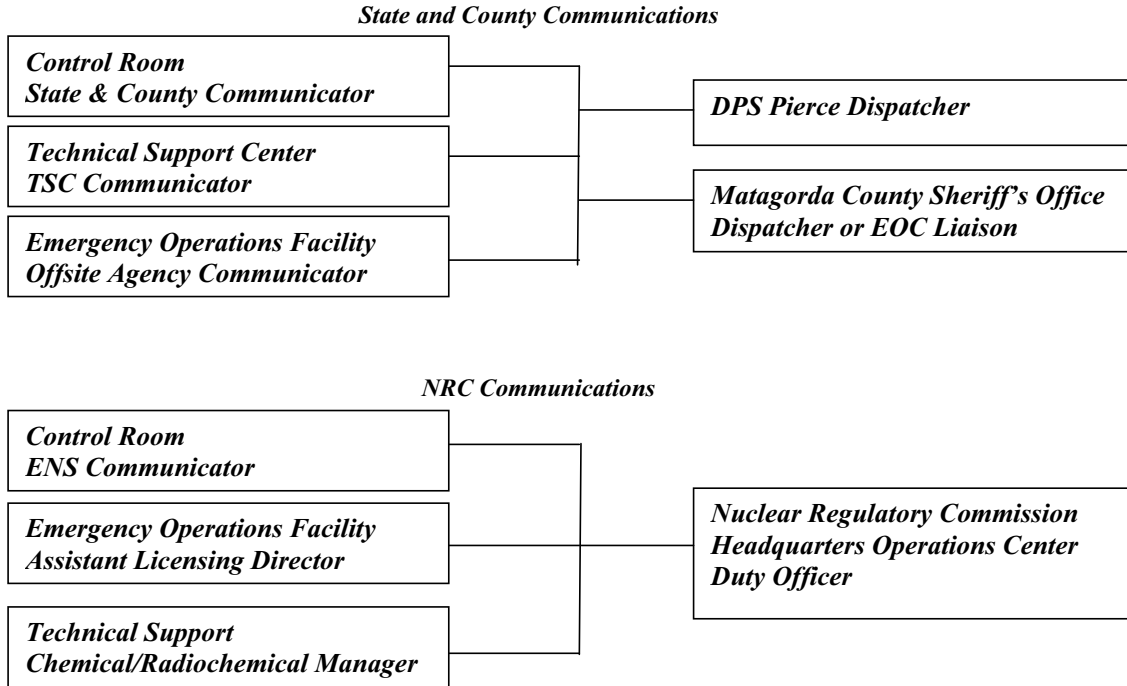 State and County Communications
Control Room
State & County Communicator
DPS Pierce Dispatcher
Technical Support Center
TSC Communicator
Matagorda County Sheriff’s Office
Dispatcher or EOC Liaison
Emergency Operations Facility
Offsite Agency Communicator
NRC Communications
Control Room
ENS Communicator
Emergency Operations Facility
Assistant Licensing Director
Nuclear Regulatory Commission
Headquarters Operations Center
Duty Officer
Technical Support
Chemical/Radiochemical Manager